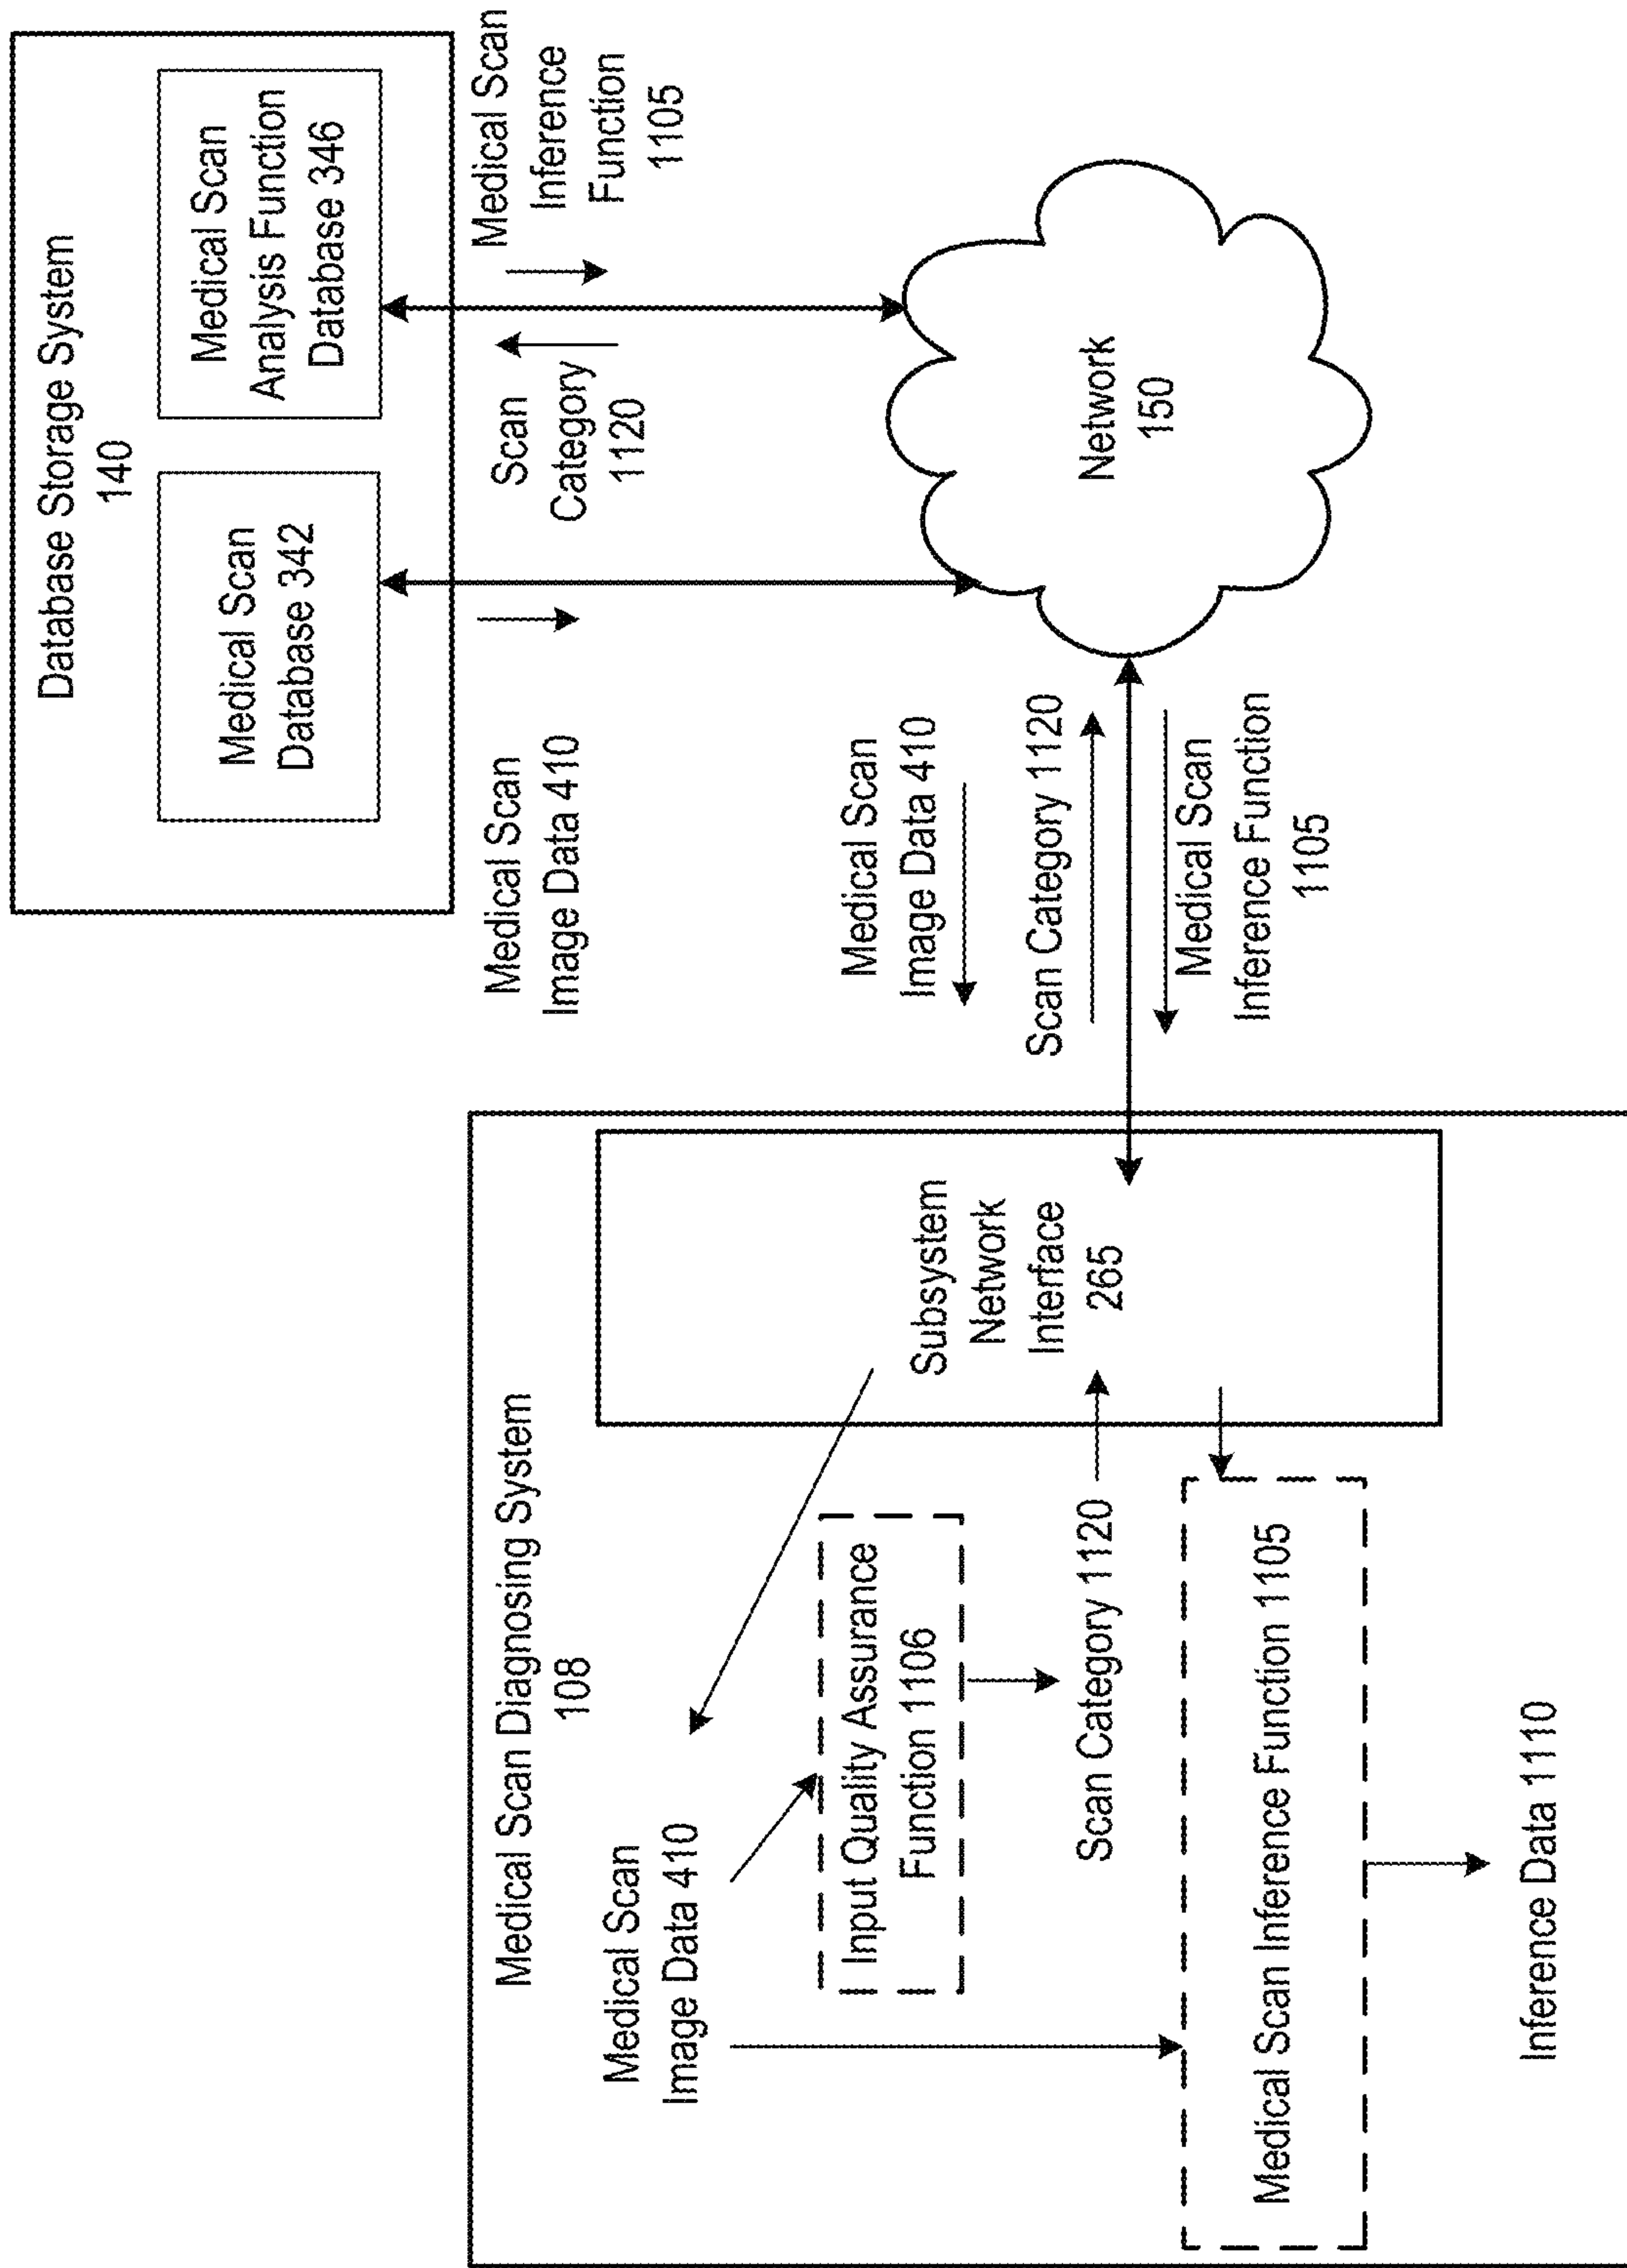 Database Storage System
140
Medical Scan
Database 342
Medical Scan
Analysis Function
Database 346
Medical Scan
Image Data 410
Scan
Category
1120
Medical Scan
Inference
Function
1105
Medical Scan Diagnosing System
108
Medical Scan
Image Data 410
Input Quality Assurance
Function 1106
Scan Category 1120
Medical Scan Inference Function 1105
Inference Data 1110
Subsystem
Network
Interface
265
Medical Scan
Image Data 410
Scan Category 1120
Medical Scan
Inference Function
1105
Network
150